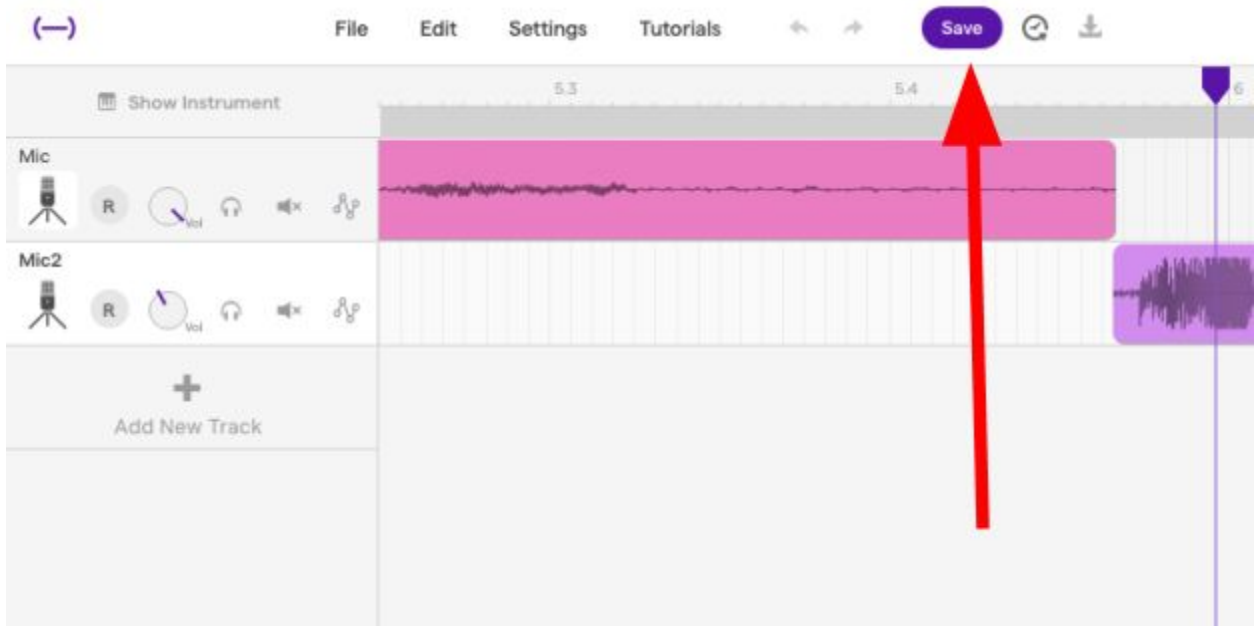 File Edit Settings Tutorials Save
Show Instrument
5.3 5.4 6
Mic
R Vol
Mic2
R Vol
Add New Track